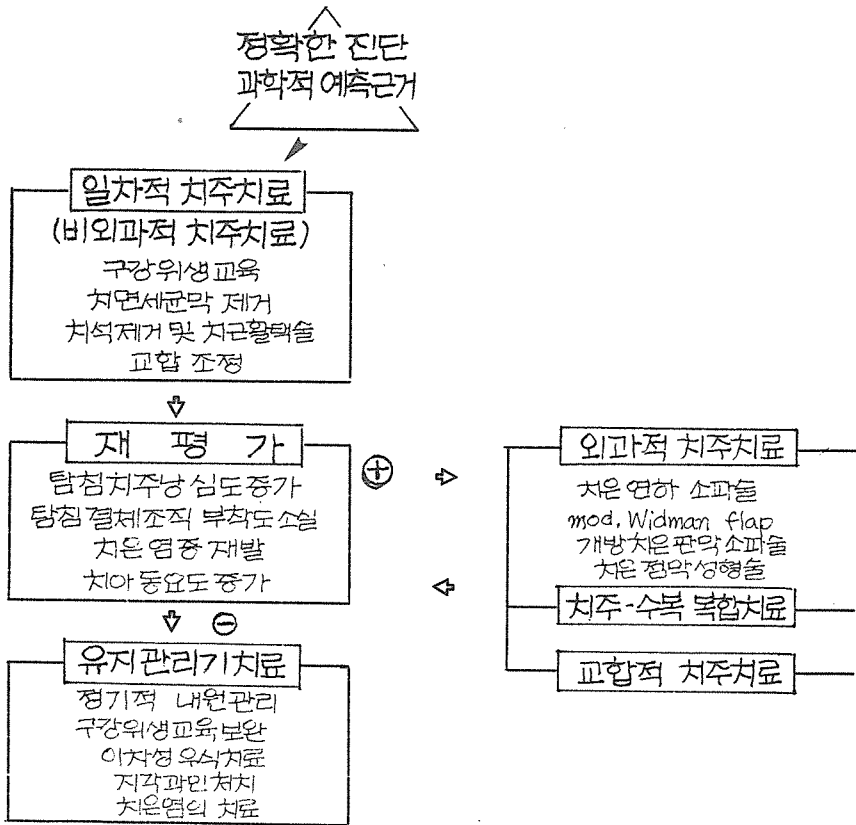 정확한 진단
과학적 예측근거
일차적 치주치료
(비외과적 치주치료)
구강위생교육
치면세균막 제거
치석제거 및 치근활택술
교합 조정
재 평 가
탐침치주낭 심도증가
탐침결체조직 부착도소실
치은염증 재발
치아동요도증가
+
-
유지관리기치료
정기적 내원관리
구강위생교육보완
이차성우식치료
지각과민처치
치은염의 치료
외과적 치주치료
치은연하 소파술
mod. Widman flap
개방치은판막소파술
치은점막성형술
치주-수복 복합치료
교합적 치주치료